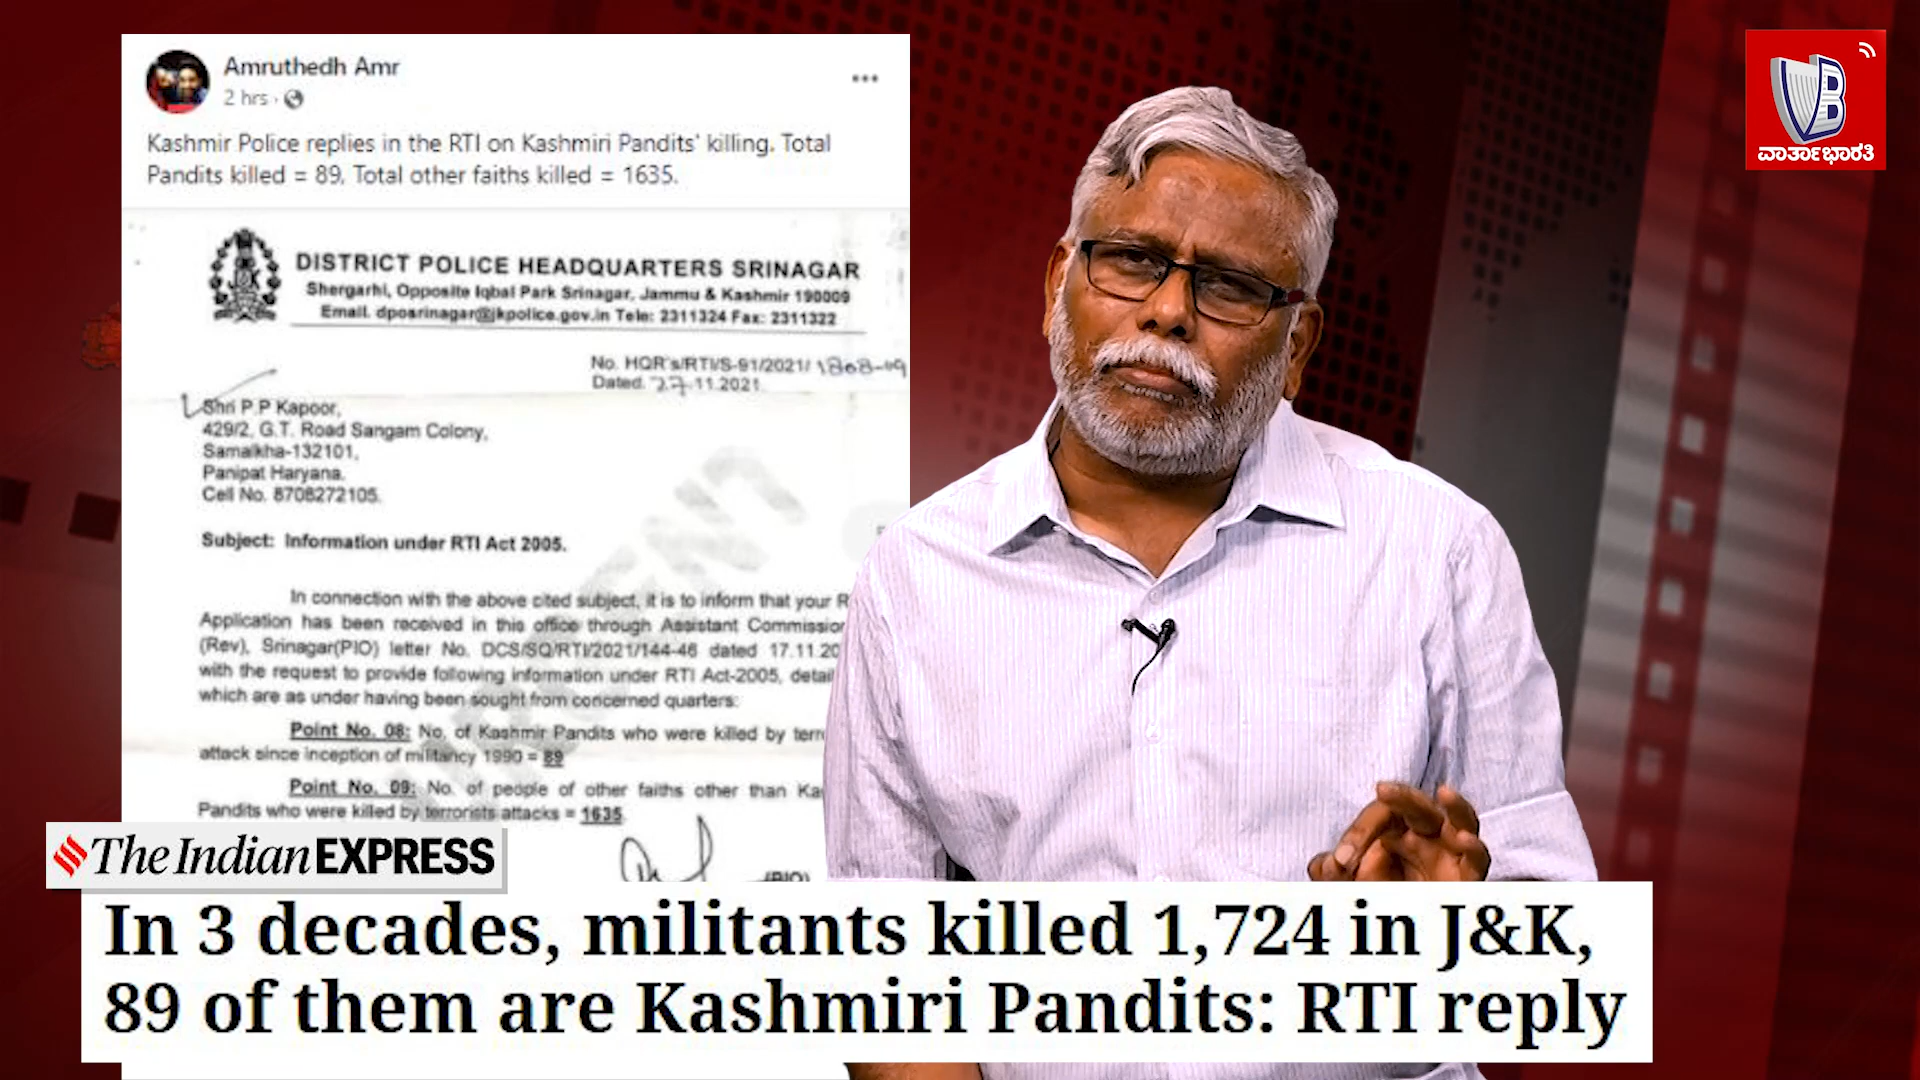 Amruthedh Amr
2 hrs ·
Kashmir Police replies in the RTI on Kashmiri Pandits' killing. Total
Pandits killed = 89, Total other faiths killed = 1635.
DISTRICT POLICE HEADQUARTERS SRINAGAR
Shergarhi, Opposite Iqbal Park Srinagar, Jammu & Kashmir 190009
Email. dposrinagar@jkpolice.gov.in Tele: 2311324 Fax: 2311322
No. HQR's/RTI/S-91/2021/ 1808-09
Dated. 27.11.2021
Shri P.P Kapoor,
429/2, G.T. Road Sangam Colony,
Samalkha-132101,
Panipat Haryana.
Cell No. 8708272105.
Subject: Information under RTI Act 2005.
In connection with the above cited subject, it is to inform that your R
Application has been received in this office through Assistant Commission
(Rev), Srinagar(PIO) letter No. DCS/SQ/RTI/2021/144-46 dated 17.11.20
with the request to provide following information under RTI Act-2005, detail
which are as under having been sought from concerned quarters:
Point No. 08: No. of Kashmir Pandits who were killed by terro
attack since inception of militancy 1990 = 89
Point No. 09: No. of people of other faiths other than Ka
Pandits who were killed by terrorists attacks = 1635
(PIO)
URGENT
The Indian EXPRESS
In 3 decades, militants killed 1,724 in J&K,
89 of them are Kashmiri Pandits: RTI reply
VB
ವಾರ್ತಾಭಾರತಿ